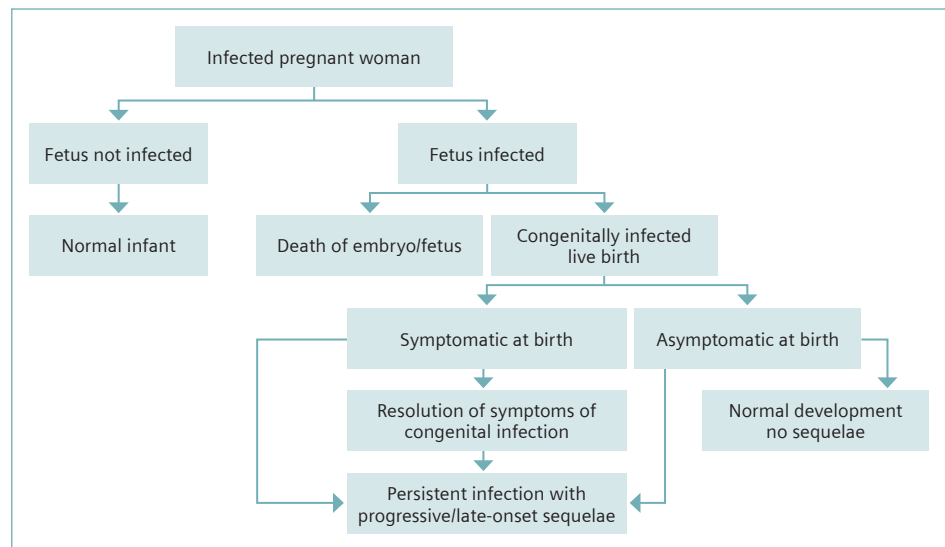 Infected pregnant woman
Fetus not infected
Fetus infected
Normal infant
Death of embryo/fetus
Congenitally infected
live birth
Symptomatic at birth
Asymptomatic at birth
Resolution of symptoms of
congenital infection
Normal development
no sequelae
Persistent infection with
progressive/late-onset sequelae